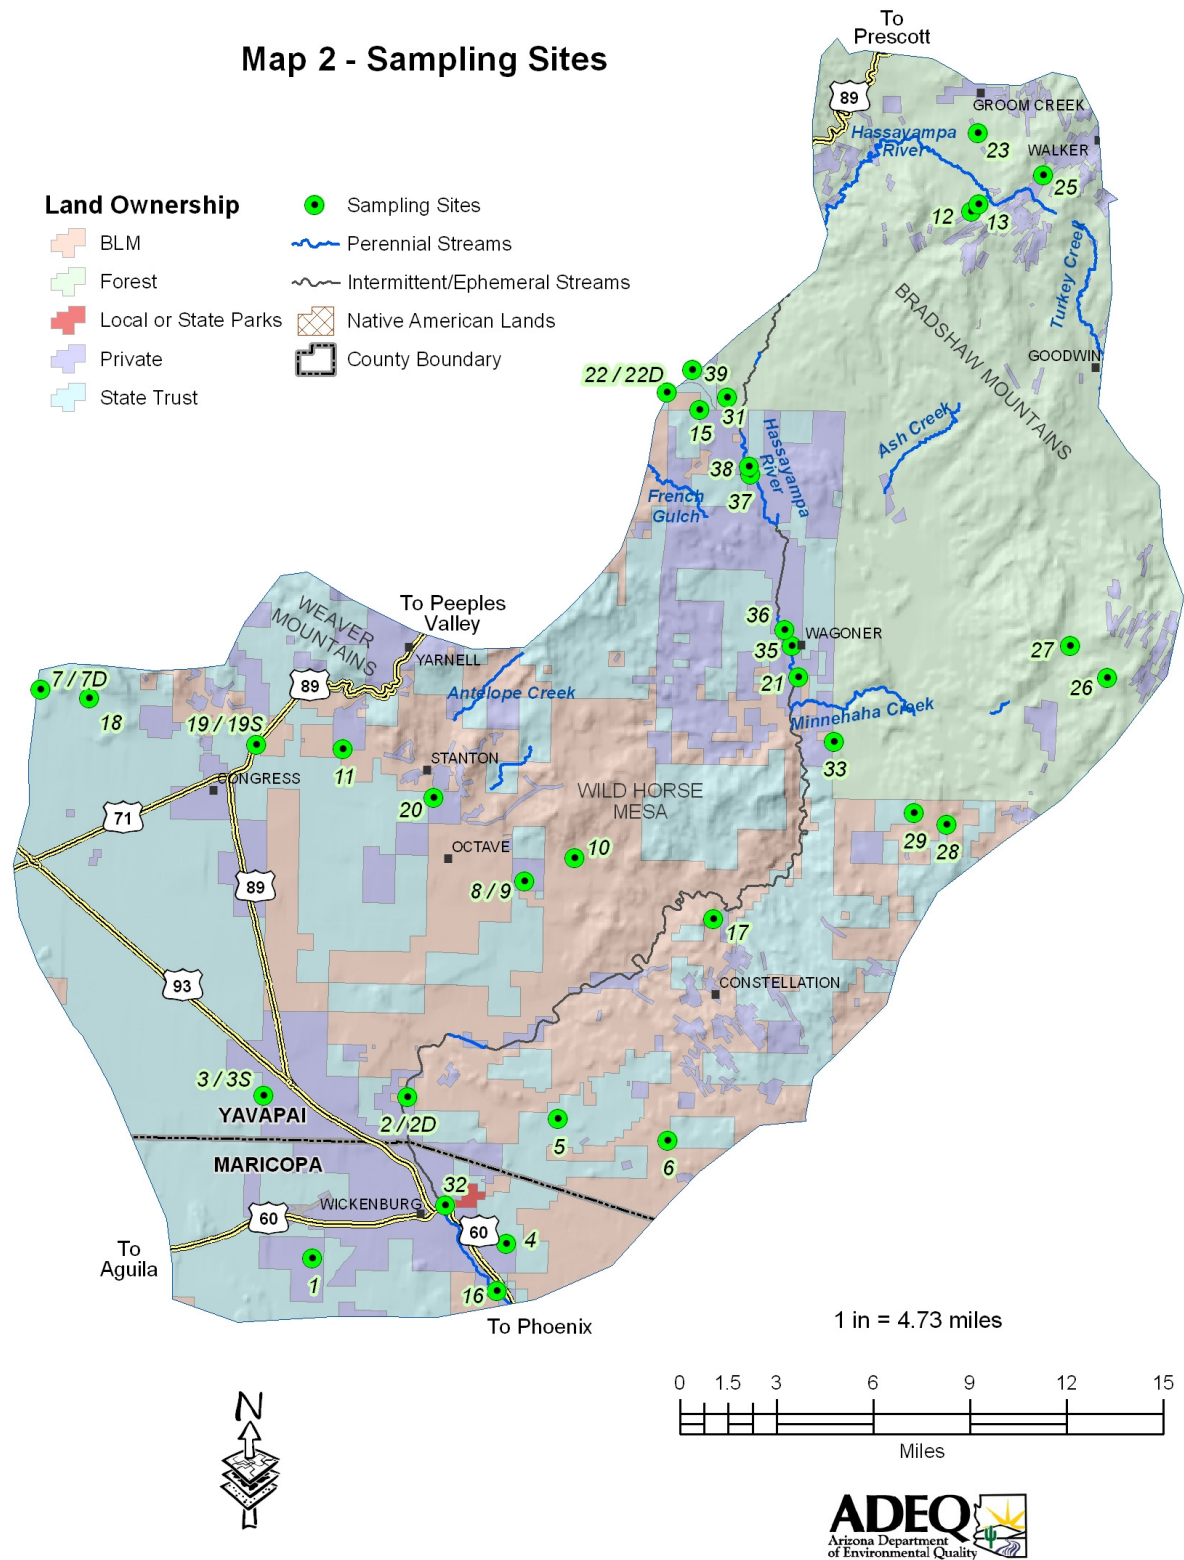 To
Prescott
Map 2 - Sampling Sites
89
GROOM CREEK
Hassayampa
River
23
WALKER
25
12
13
Turkey Creek
Land Ownership
BLM
Forest
Local or State Parks
Private
State Trust
Sampling Sites
Perennial Streams
Intermittent/Ephemeral Streams
Native American Lands
County Boundary
BRADSHAW MOUNTAINS
GOODWIN
22 / 22D
39
31
15
Ash Creek
Hassayampa
River
38
37
French
Gulch
To Peeples
Valley
WEAVER
MOUNTAINS
YARNELL
36
WAGONER
35
27
21
26
7 / 7D
18
89
Antelope Creek
Minnehaha Creek
19 / 19S
11
STANTON
33
CONGRESS
20
WILD HORSE
MESA
71
29
28
OCTAVE
10
8 / 9
89
17
93
CONSTELLATION
3 / 3S
YAVAPAI
2 / 2D
5
6
MARICOPA
32
WICKENBURG
60
60
4
To
Aguila
1
16
To Phoenix
1 in = 4.73 miles
0 1.5 3 6 9 12 15
Miles
N
ADEQ
Arizona Department
of Environmental Quality